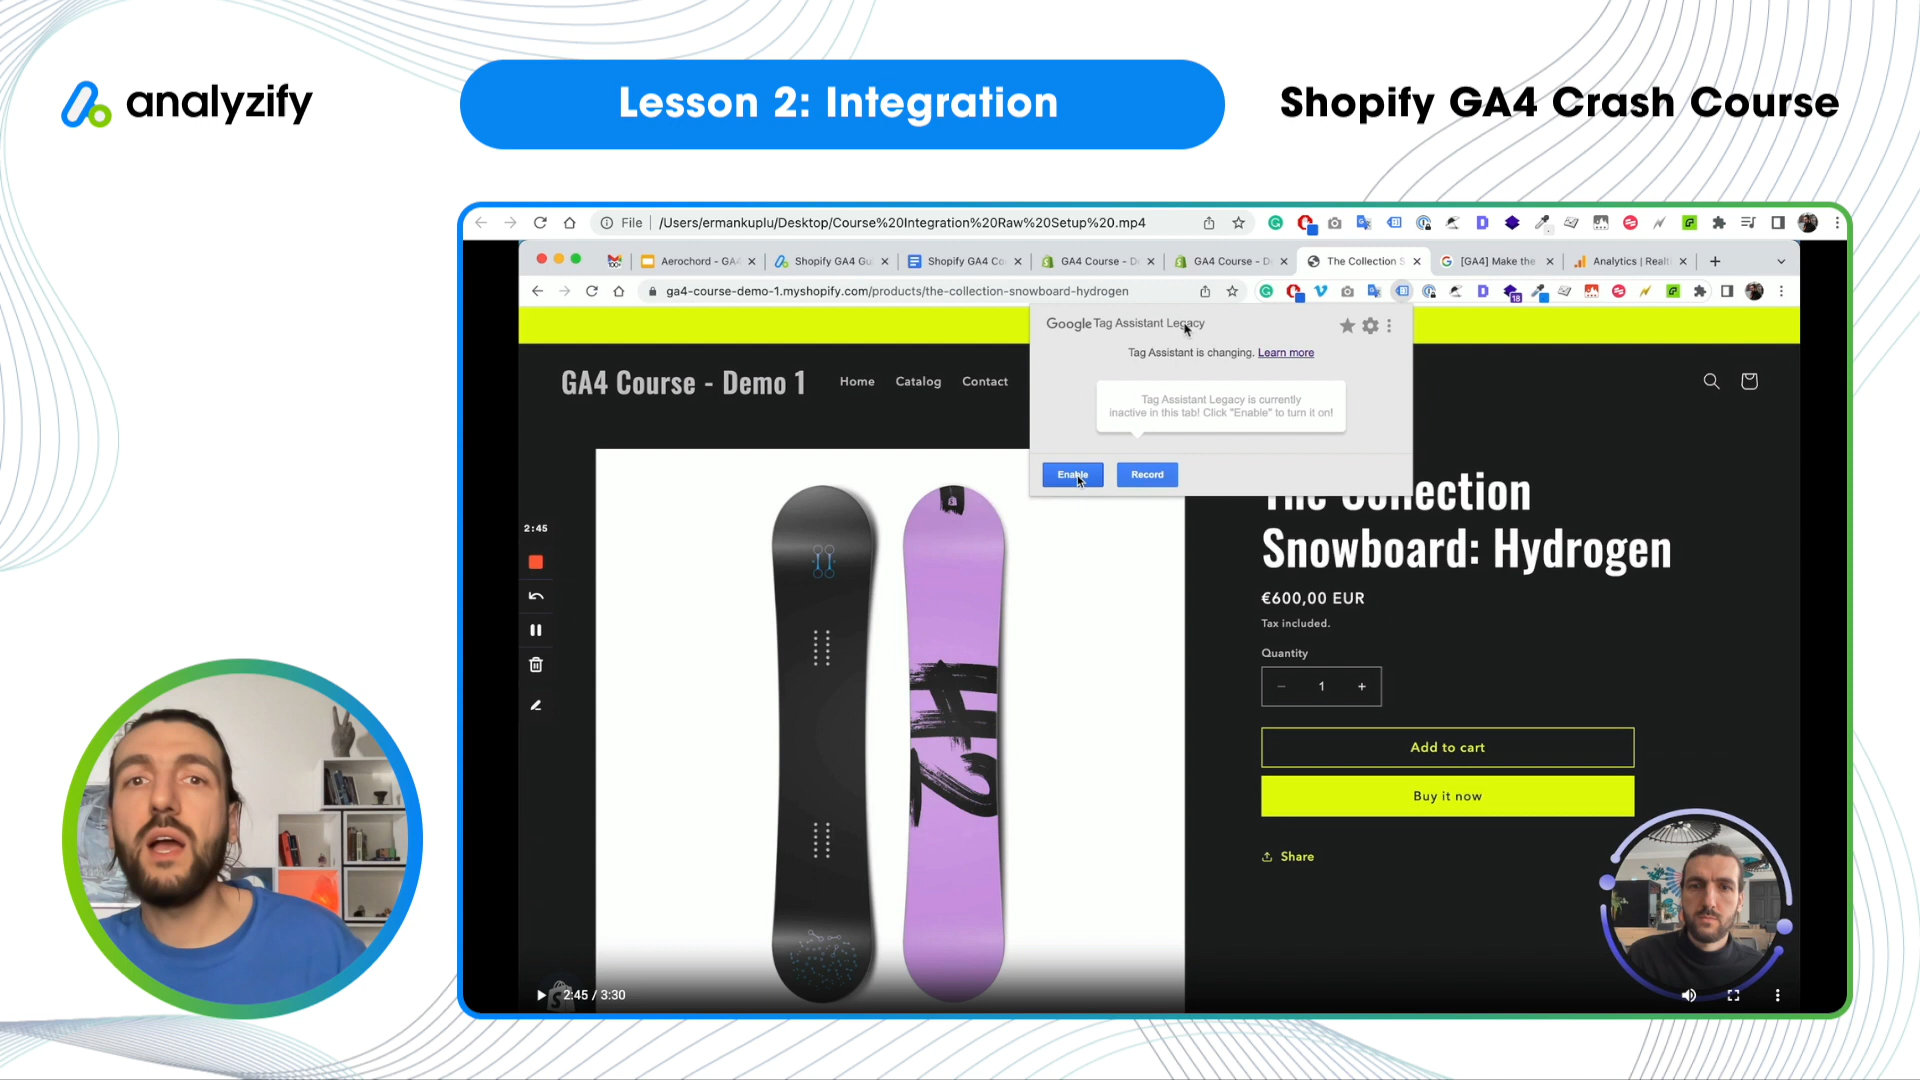 analyzify
Lesson 2: Integration
Shopify GA4 Crash Course
File
/Users/ermankuplu/Desktop/Course%20Integration%20Raw%20Setup%20.mp4
Aerochord - GA4
Shopify GA4 Gu
Shopify GA4 Co
GA4 Course - D
GA4 Course - D
The Collection S
[GA4] Make the
Analytics | Realt
ga4-course-demo-1.myshopify.com/products/the-collection-snowboard-hydrogen
18
Google Tag Assistant Legacy
Tag Assistant is changing. Learn more
Tag Assistant Legacy is currently
inactive in this tab! Click "Enable" to turn it on!
Enable
Record
GA4 Course - Demo 1
Home
Catalog
Contact
The Collection
Snowboard: Hydrogen
€600,00 EUR
Tax included.
Quantity
1
Add to cart
Buy it now
Share
2:45
2:45 / 3:30